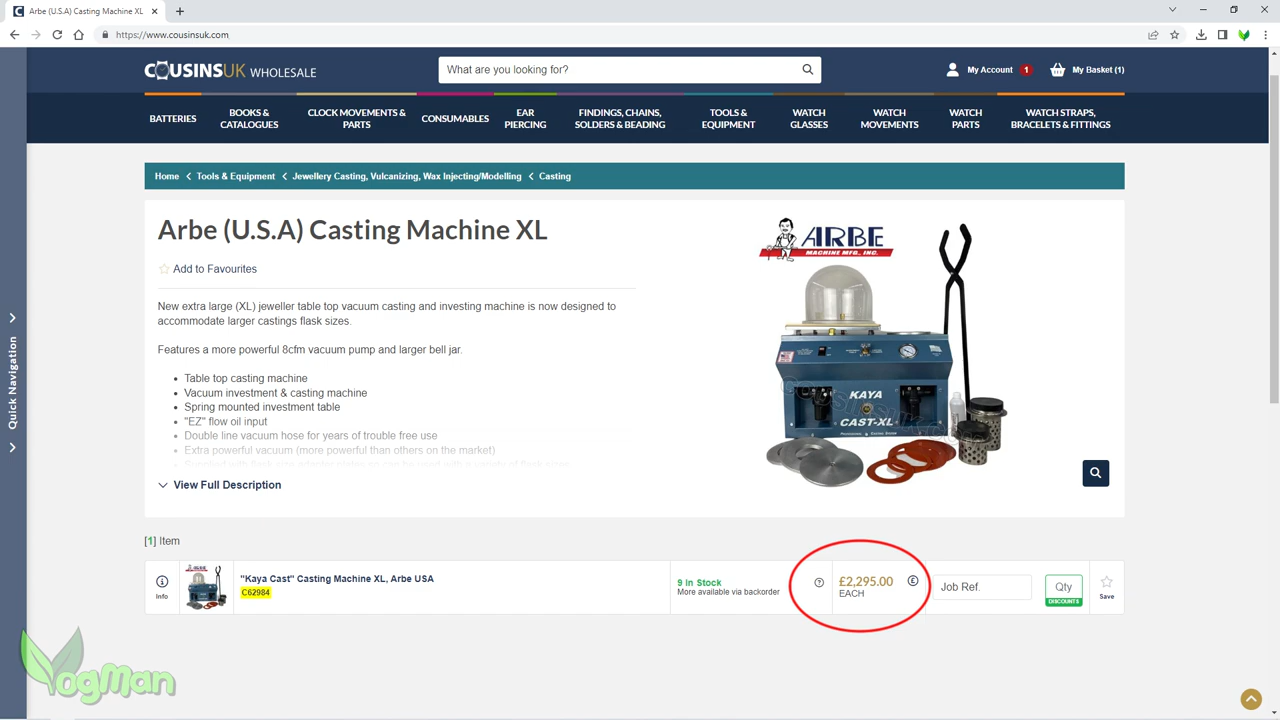 Arbe (U.S.A) Casting Machine XL
https://www.cousinsuk.com
COUSINSUK WHOLESALE
What are you looking for?
My Account 1
My Basket (1)
BATTERIES
BOOKS &
CATALOGUES
CLOCK MOVEMENTS &
PARTS
CONSUMABLES
EAR
PIERCING
FINDINGS, CHAINS,
SOLDERS & BEADING
TOOLS &
EQUIPMENT
WATCH
GLASSES
WATCH
MOVEMENTS
WATCH
PARTS
WATCH STRAPS,
BRACELETS & FITTINGS
Home
Tools & Equipment
Jewellery Casting, Vulcanizing, Wax Injecting/Modelling
Casting
Quick Navigation
Arbe (U.S.A) Casting Machine XL
Add to Favourites
New extra large (XL) jeweller table top vacuum casting and investing machine is now designed to
accommodate larger castings flask sizes.
Features a more powerful 8cfm vacuum pump and larger bell jar.
Table top casting machine
Vacuum investment & casting machine
Spring mounted investment table
"EZ" flow oil input
Double line vacuum hose for years of trouble free use
Extra powerful vacuum (more powerful than others on the market)
View Full Description
ARBE
MACHINE MFG., INC.
KAYA
CAST-XL
CousinsUK.com
[1] Item
Info
"Kaya Cast" Casting Machine XL, Arbe USA
C62984
9 In Stock
More available via backorder
£2,295.00
EACH
Job Ref.
Qty
DISCOUNTS
Save
VogMan